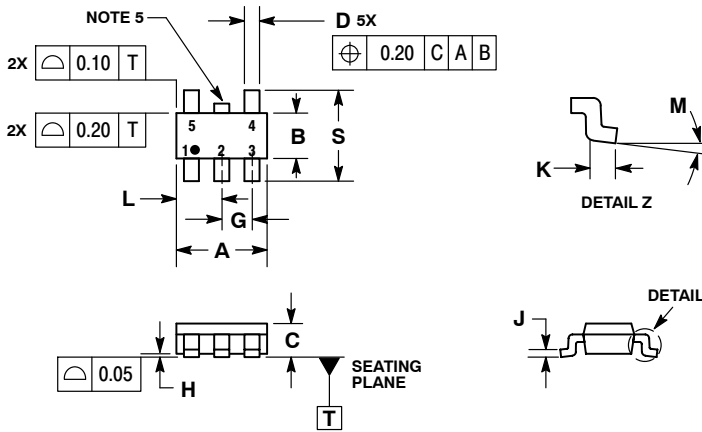 NOTE 5
D 5X
⌖ 0.20 C A B
2X ⌓ 0.10 T
2X ⌓ 0.20 T
5 4
1 2 3
B
S
L
G
A
M
K
DETAIL Z
C
H
⌓ 0.05
SEATING
PLANE
T
J
DETAIL